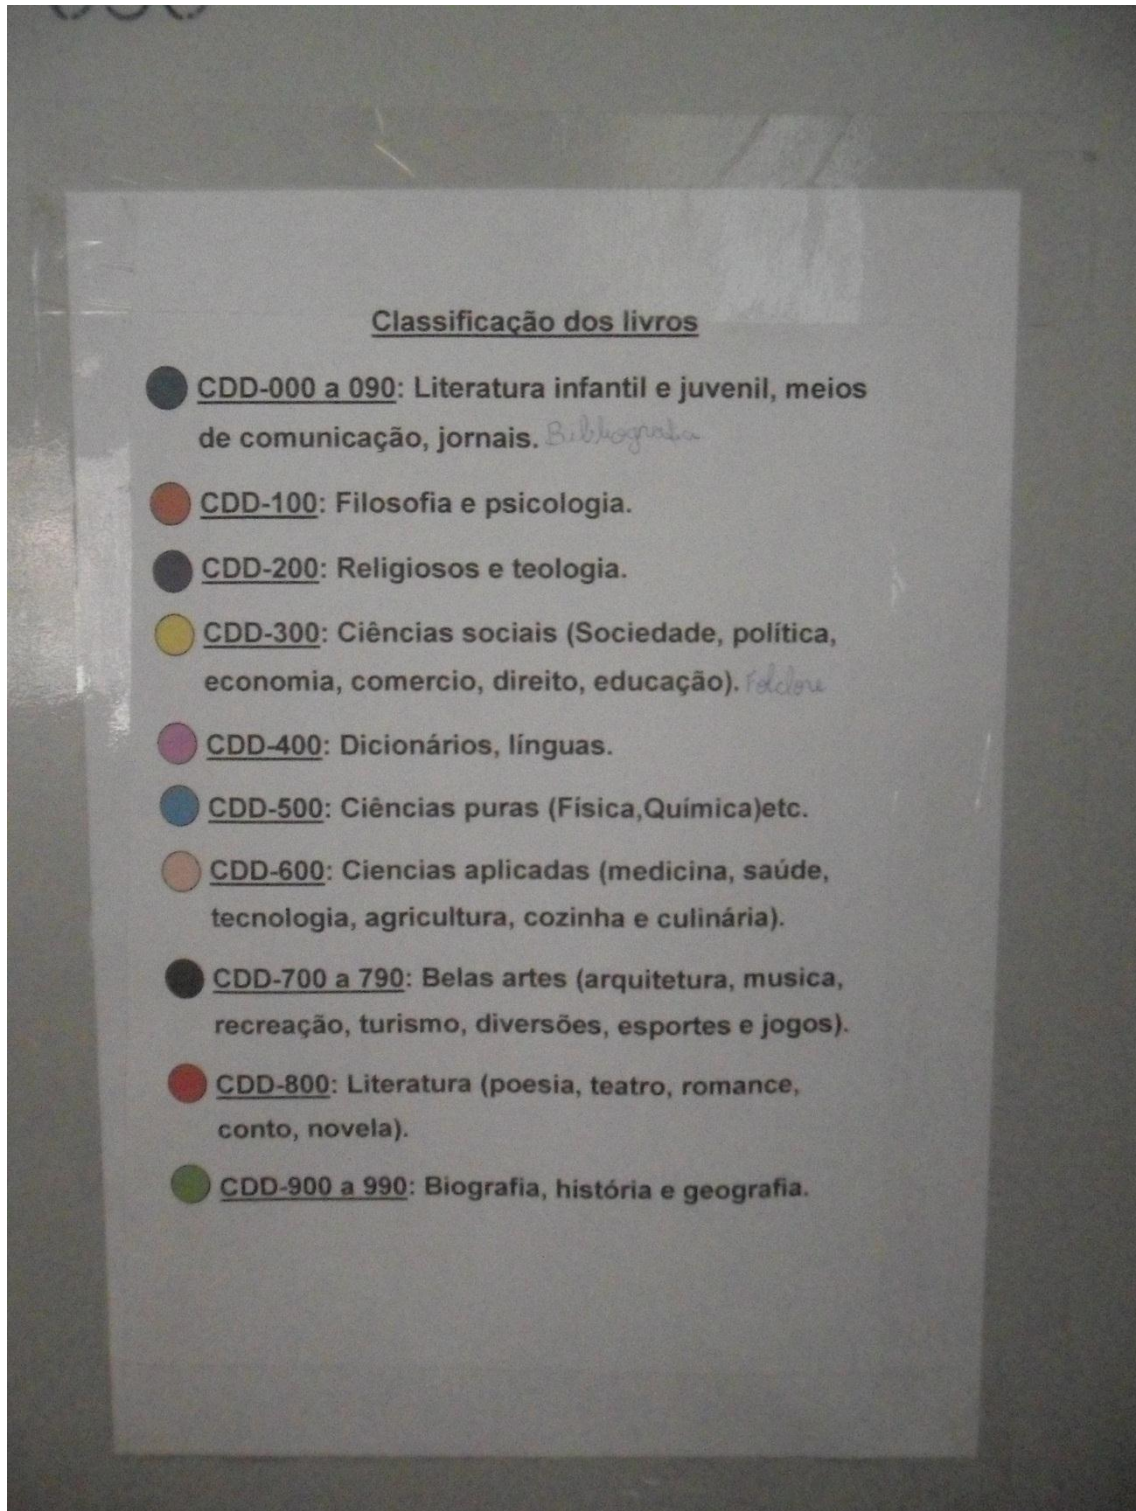 Classificação dos livros
CDD-000 a 090: Literatura infantil e juvenil, meios
de comunicação, jornais. Bibliografia
CDD-100: Filosofia e psicologia.
CDD-200: Religiosos e teologia.
CDD-300: Ciências sociais (Sociedade, política,
economia, comercio, direito, educação). Folclore
CDD-400: Dicionários, línguas.
CDD-500: Ciências puras (Física,Química)etc.
CDD-600: Ciencias aplicadas (medicina, saúde,
tecnologia, agricultura, cozinha e culinária).
CDD-700 a 790: Belas artes (arquitetura, musica,
recreação, turismo, diversões, esportes e jogos).
CDD-800: Literatura (poesia, teatro, romance,
conto, novela).
CDD-900 a 990: Biografia, história e geografia.